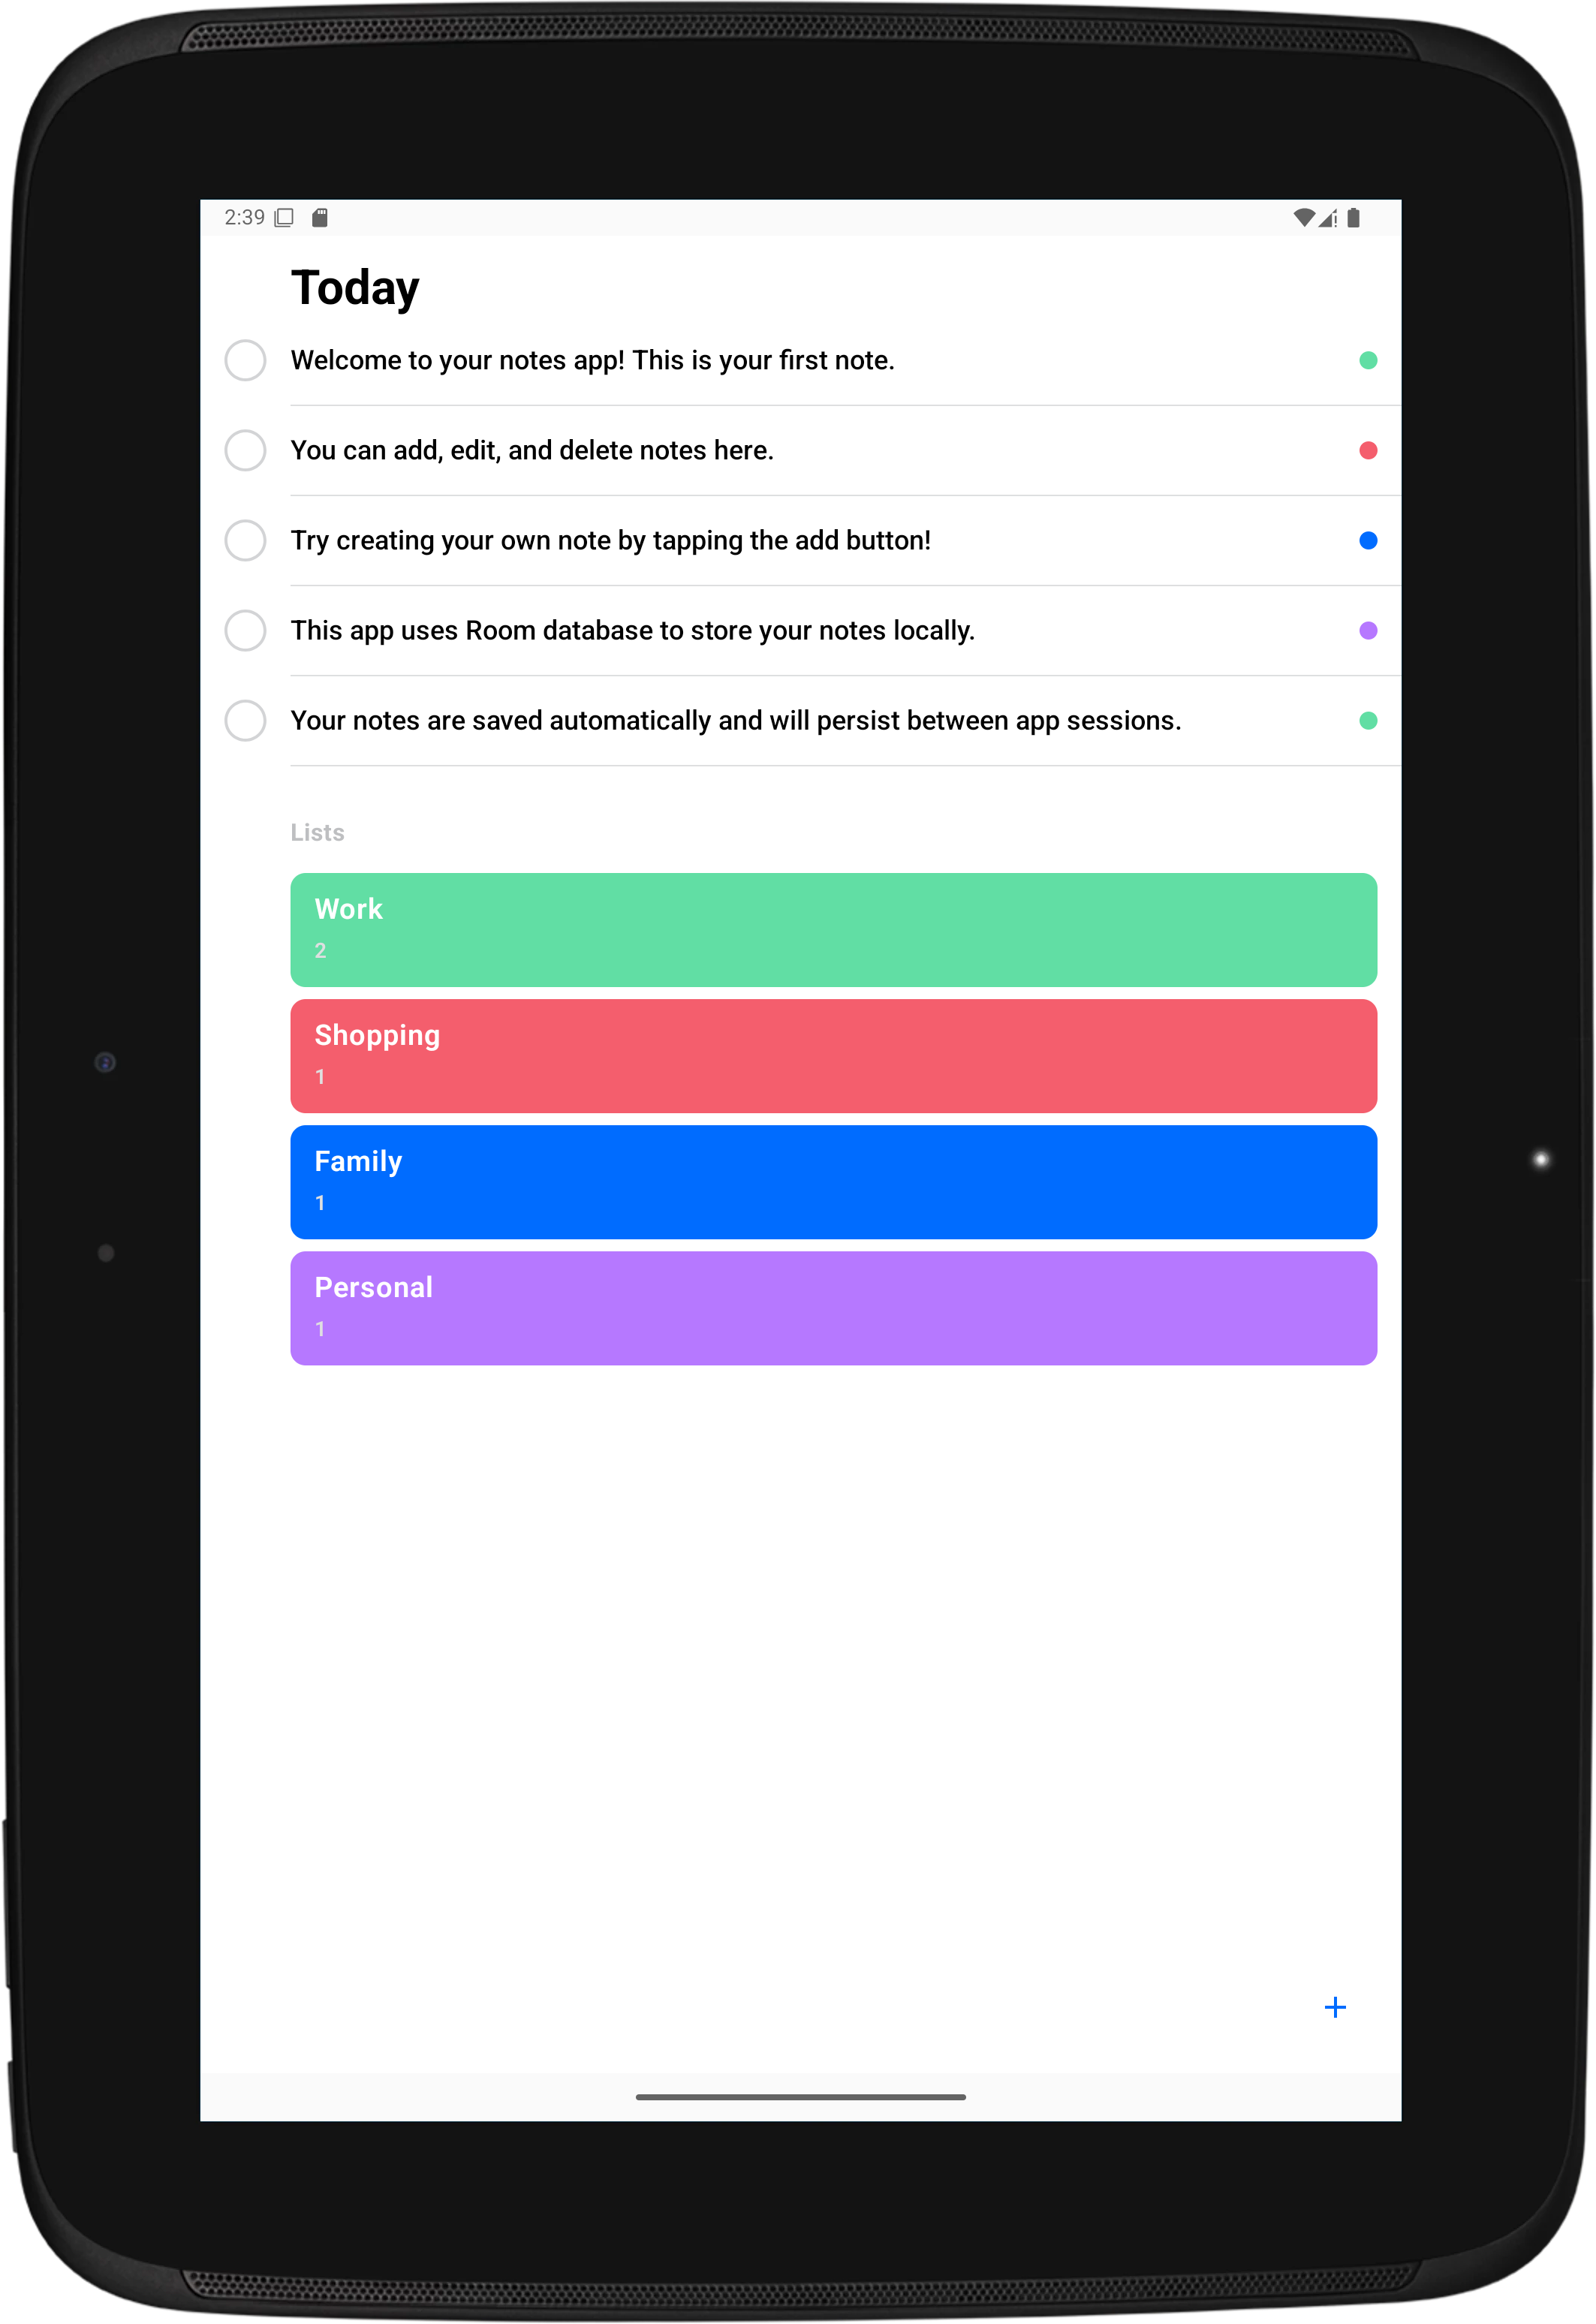 2:39
Today
Welcome to your notes app! This is your first note.
You can add, edit, and delete notes here.
Try creating your own note by tapping the add button!
This app uses Room database to store your notes locally.
Your notes are saved automatically and will persist between app sessions.
Lists
Work
2
Shopping
1
Family
1
Personal
1